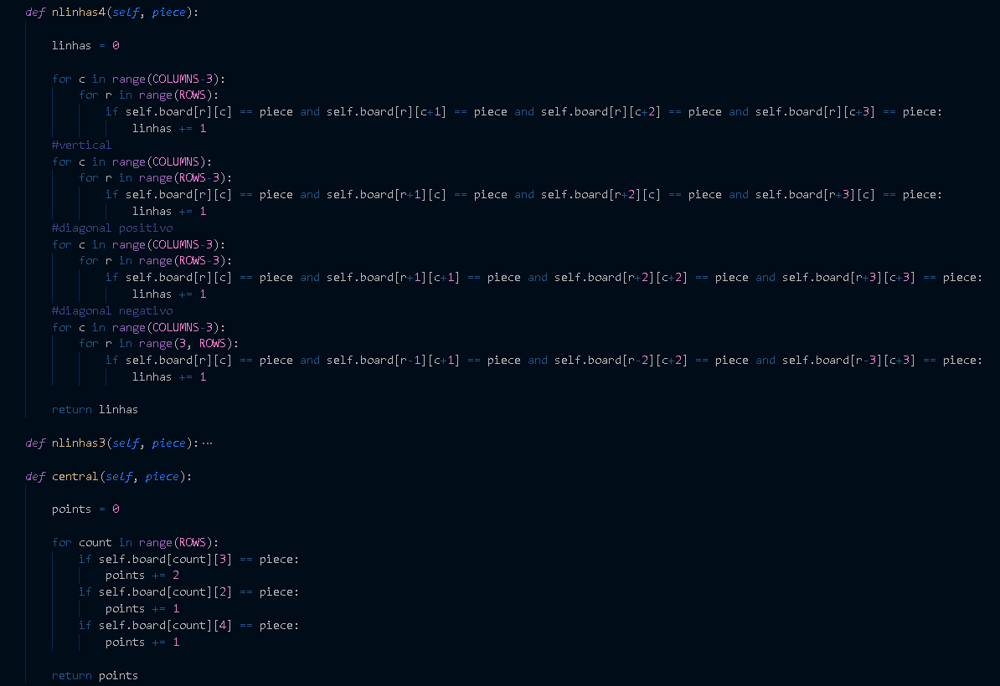 def nlinhas4(self, piece):
linhas = 0
for c in range(COLUMNS-3):
for r in range(ROWS):
if self.board[r][c] == piece and self.board[r][c+1] == piece and self.board[r][c+2] == piece and self.board[r][c+3] == piece:
linhas += 1
#vertical
for c in range(COLUMNS):
for r in range(ROWS-3):
if self.board[r][c] == piece and self.board[r+1][c] == piece and self.board[r+2][c] == piece and self.board[r+3][c] == piece:
linhas += 1
#diagonal positivo
for c in range(COLUMNS-3):
for r in range(ROWS-3):
if self.board[r][c] == piece and self.board[r+1][c+1] == piece and self.board[r+2][c+2] == piece and self.board[r+3][c+3] == piece:
linhas += 1
#diagonal negativo
for c in range(COLUMNS-3):
for r in range(3, ROWS):
if self.board[r][c] == piece and self.board[r-1][c+1] == piece and self.board[r-2][c+2] == piece and self.board[r-3][c+3] == piece:
linhas += 1
return linhas
def nlinhas3(self, piece):···
def central(self, piece):
points = 0
for count in range(ROWS):
if self.board[count][3] == piece:
points += 2
if self.board[count][2] == piece:
points += 1
if self.board[count][4] == piece:
points += 1
return points